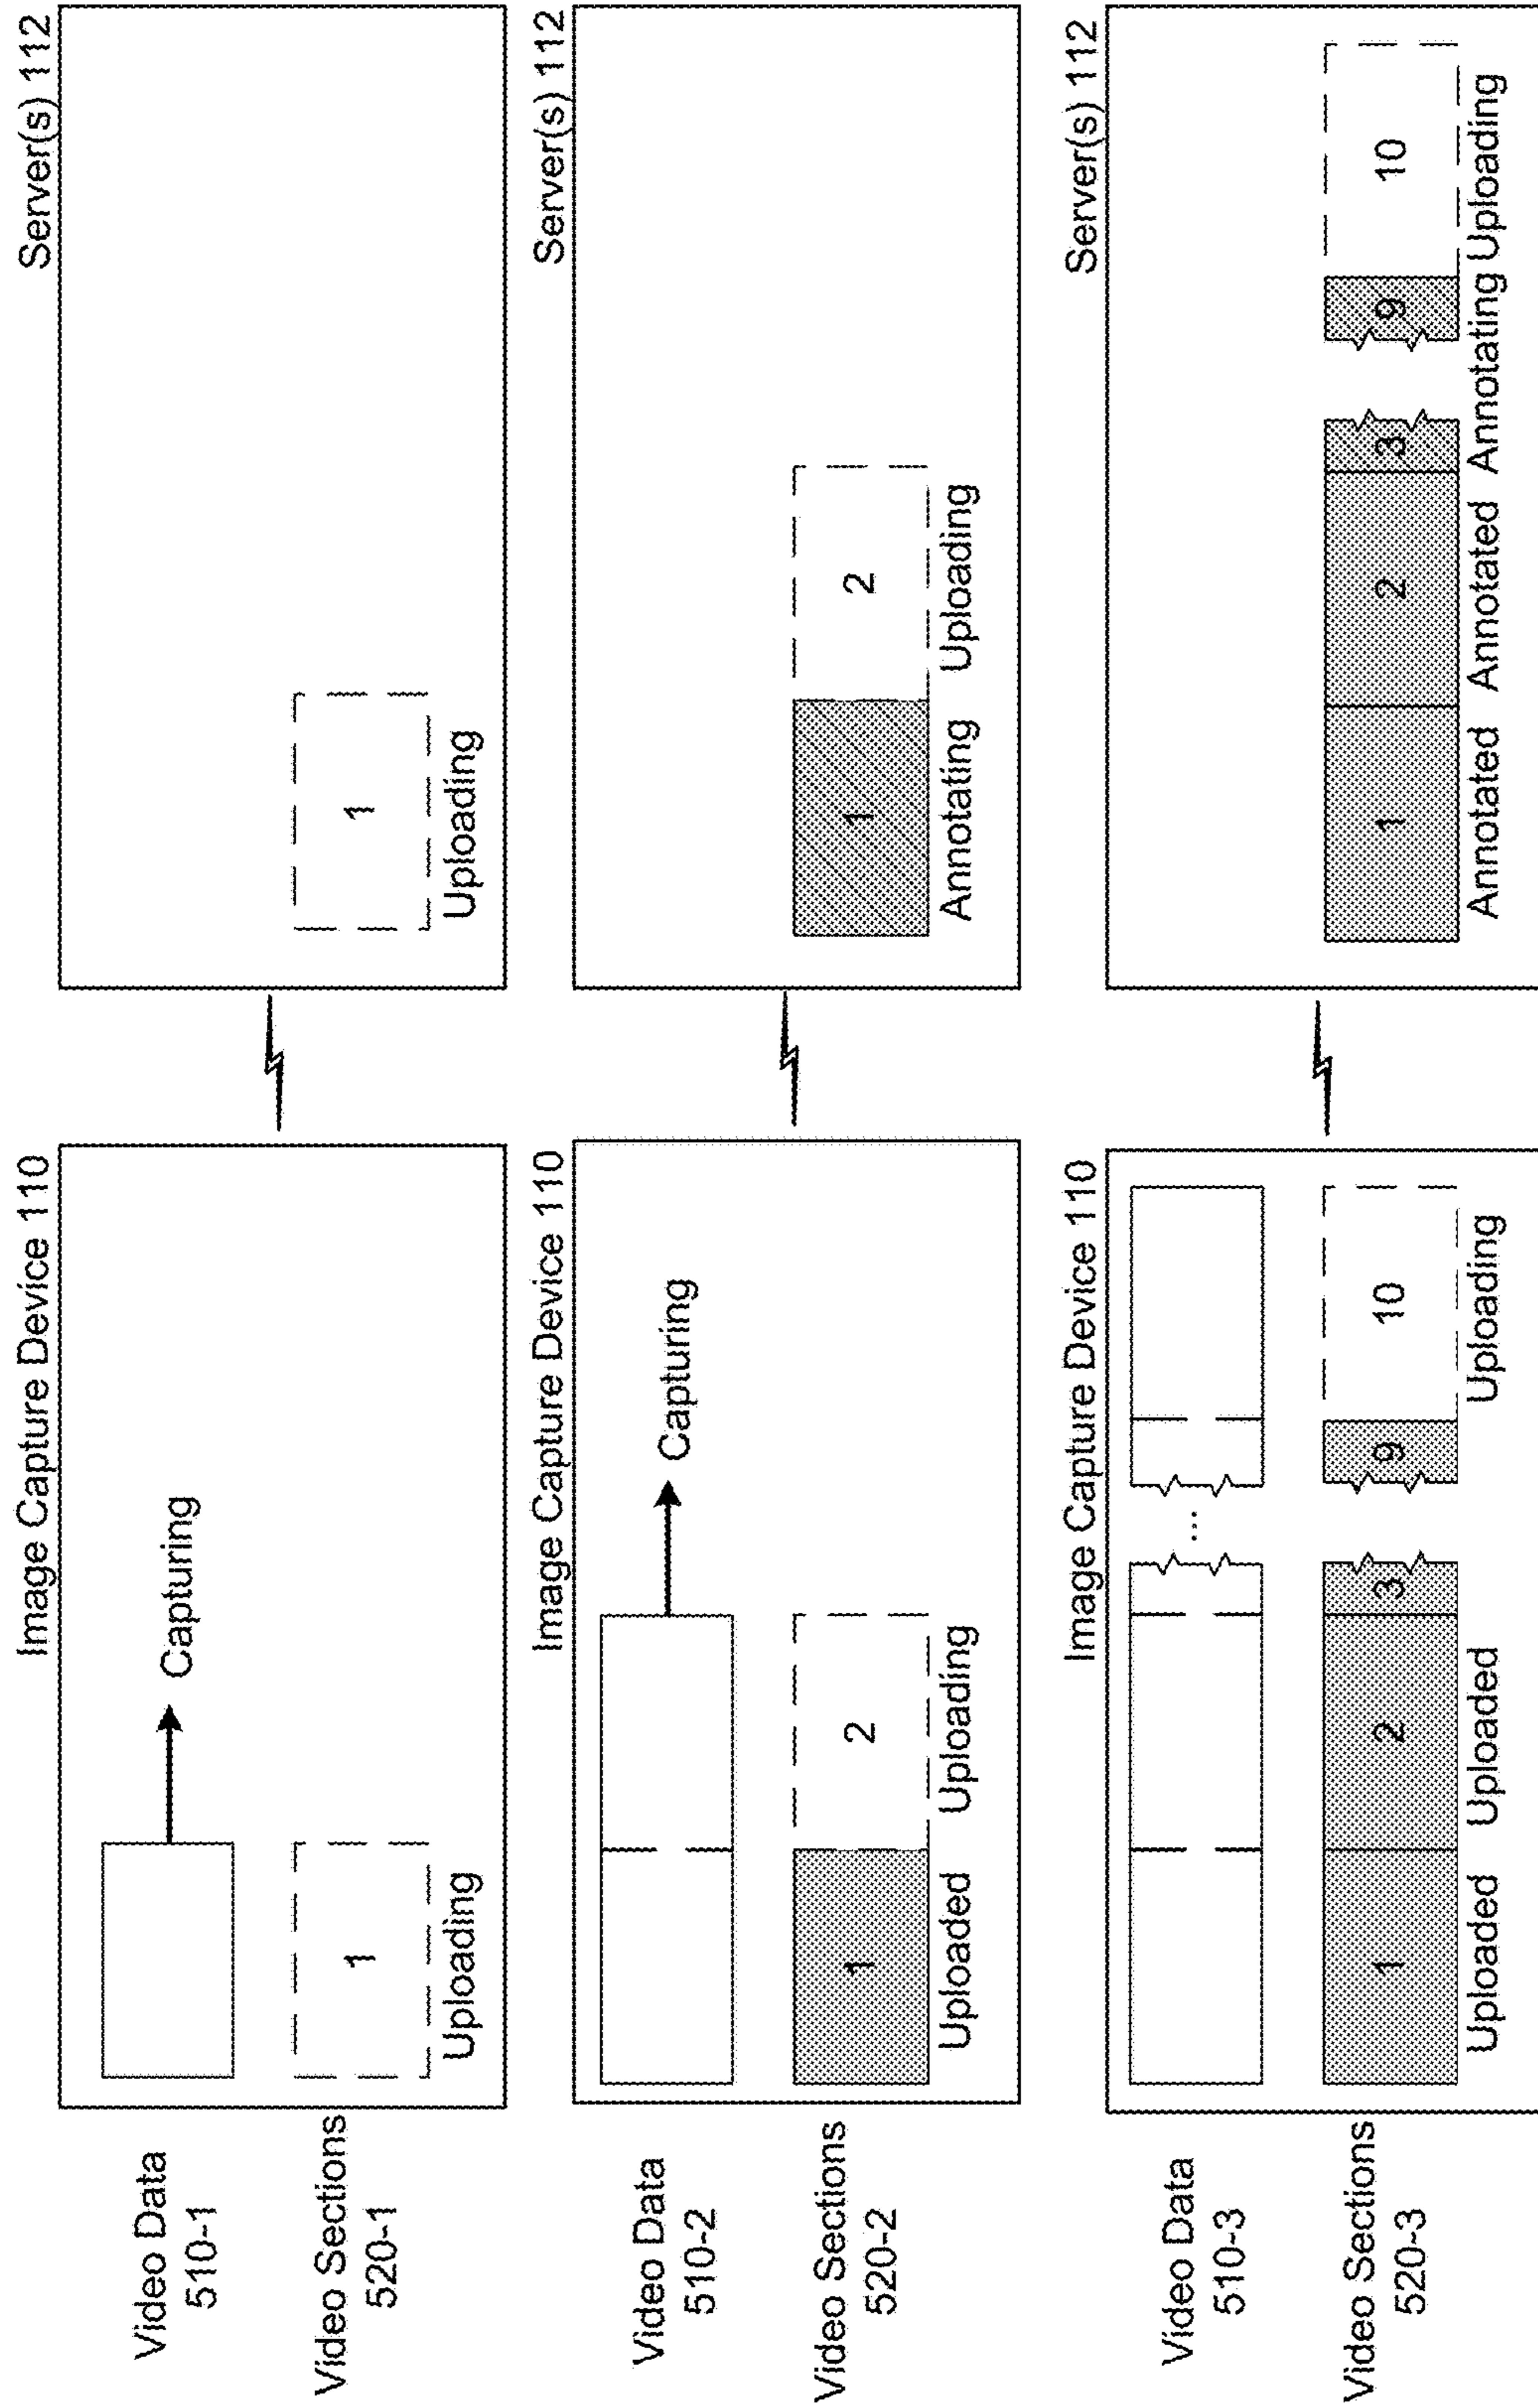 Image Capture Device 110
Server(s) 112
Video Data
510-1
Capturing
Video Sections
520-1
1
Uploading
1
Uploading
Image Capture Device 110
Server(s) 112
Video Data
510-2
Capturing
Video Sections
520-2
1
2
Uploaded
Uploading
1
2
Annotating
Uploading
Image Capture Device 110
Server(s) 112
Video Data
510-3
...
Video Sections
520-3
1
2
3
9
10
Uploaded
Uploaded
Uploading
1
2
3
9
10
Annotated
Annotated
Annotating
Uploading